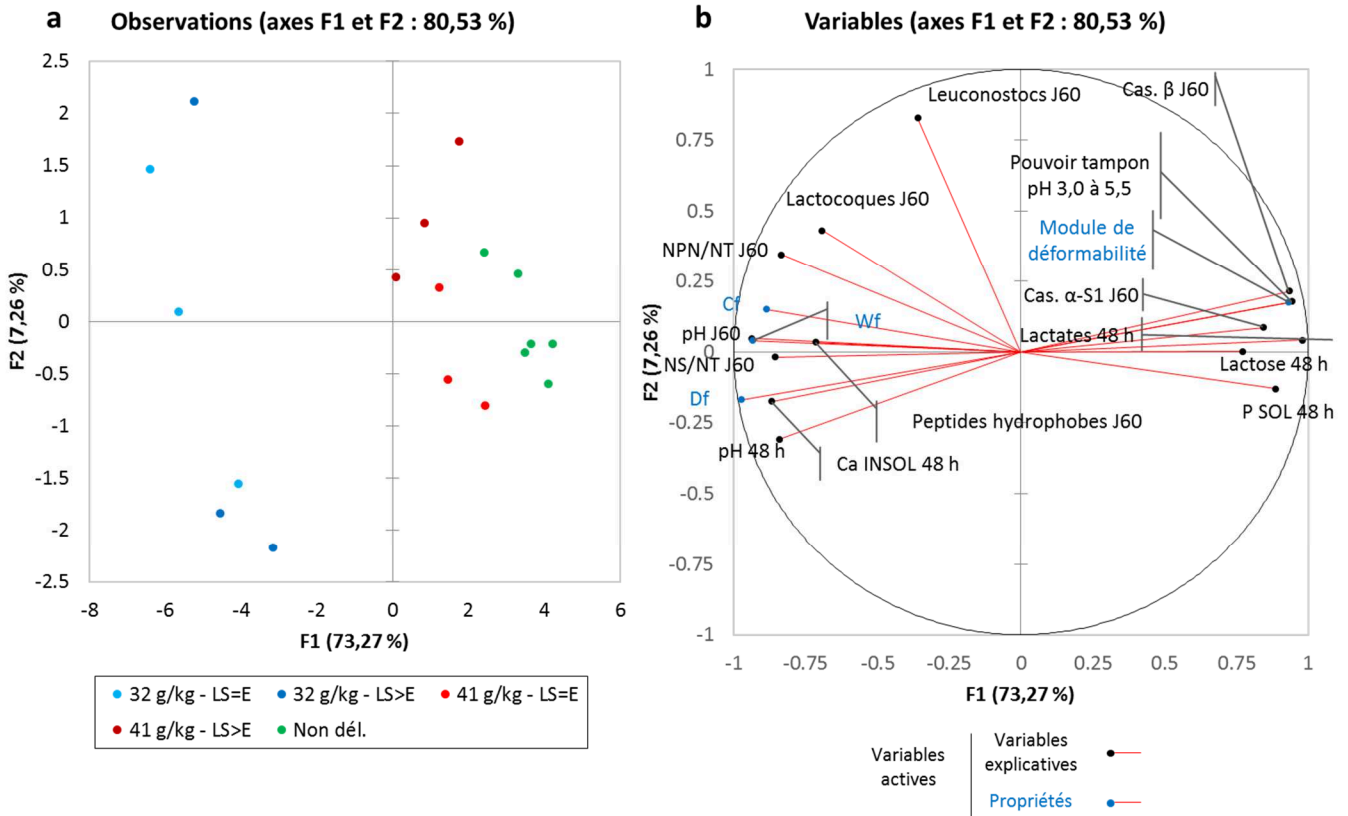 a
Observations (axes F1 et F2 : 80,53 %)
2.5
2
1.5
1
0.5
0
-0.5
-1
-1.5
-2
-2.5
F2 (7,26 %)
-8
-6
-4
-2
0
2
4
6
F1 (73,27 %)
32 g/kg - LS=E
32 g/kg - LS>E
41 g/kg - LS=E
41 g/kg - LS>E
Non dél.
b
Variables (axes F1 et F2 : 80,53 %)
1
0.75
0.5
0.25
0
-0.25
-0.5
-0.75
-1
F2 (7,26 %)
Leuconostocs J60
Cas. β J60
Pouvoir tampon
pH 3,0 à 5,5
Lactocoques J60
Module de
déformabilité
NPN/NT J60
Cas. α-S1 J60
Cf
Wf
pH J60
Lactates 48 h
NS/NT J60
Lactose 48 h
Df
P SOL 48 h
Peptides hydrophobes J60
pH 48 h
Ca INSOL 48 h
-1
-0.75
-0.5
-0.25
0
0.25
0.5
0.75
1
F1 (73,27 %)
Variables
actives
Variables
explicatives
Propriétés